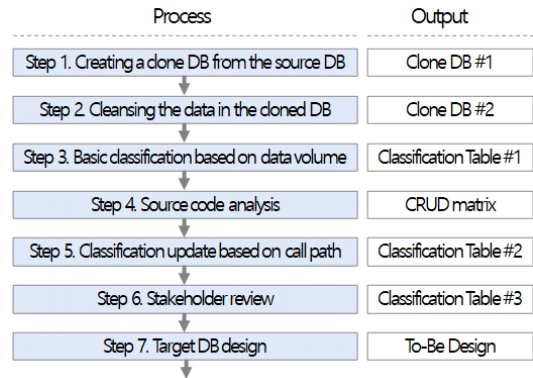 Process Output
Step 1. Creating a clone DB from the source DB Clone DB #1
Step 2. Cleansing the data in the cloned DB Clone DB #2
Step 3. Basic classification based on data volume Classification Table #1
Step 4. Source code analysis CRUD matrix
Step 5. Classification update based on call path Classification Table #2
Step 6. Stakeholder review Classification Table #3
Step 7. Target DB design To-Be Design